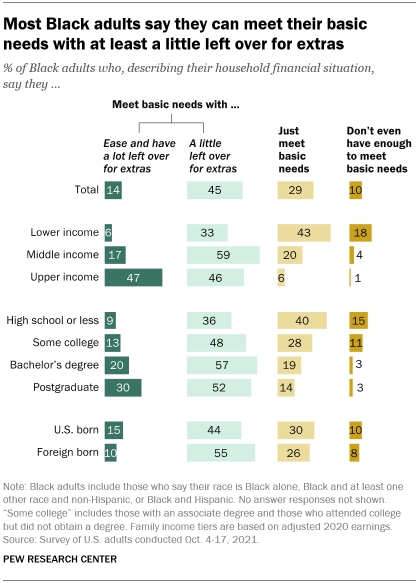 Most Black adults say they can meet their basic
needs with at least a little left over for extras
% of Black adults who, describing their household financial situation,
say they ...
Meet basic needs with ...
Ease and have
a lot left over
for extras
A little
left over
for extras
Just
meet
basic
needs
Don't even
have enough
to meet
basic needs
Total 14 45 29 10
Lower income 6 33 43 18
Middle income 17 59 20 4
Upper income 47 46 6 1
High school or less 9 36 40 15
Some college 13 48 28 11
Bachelor's degree 20 57 19 3
Postgraduate 30 52 14 3
U.S. born 15 44 30 10
Foreign born 10 55 26 8
Note: Black adults include those who say their race is Black alone, Black and at least one
other race and non-Hispanic, or Black and Hispanic. No answer responses not shown.
"Some college" includes those with an associate degree and those who attended college
but did not obtain a degree. Family income tiers are based on adjusted 2020 earnings.
Source: Survey of U.S. adults conducted Oct. 4-17, 2021.
PEW RESEARCH CENTER